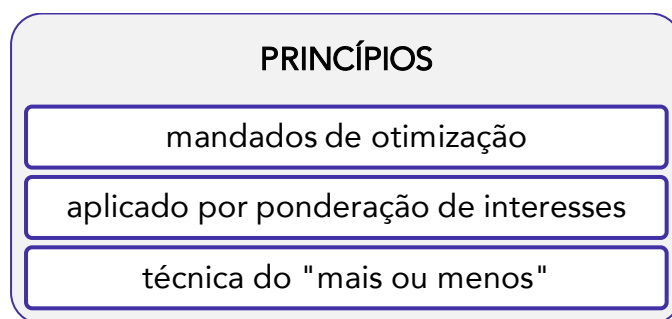 PRINCÍPIOS
mandados de otimização
aplicado por ponderação de interesses
técnica do "mais ou menos"